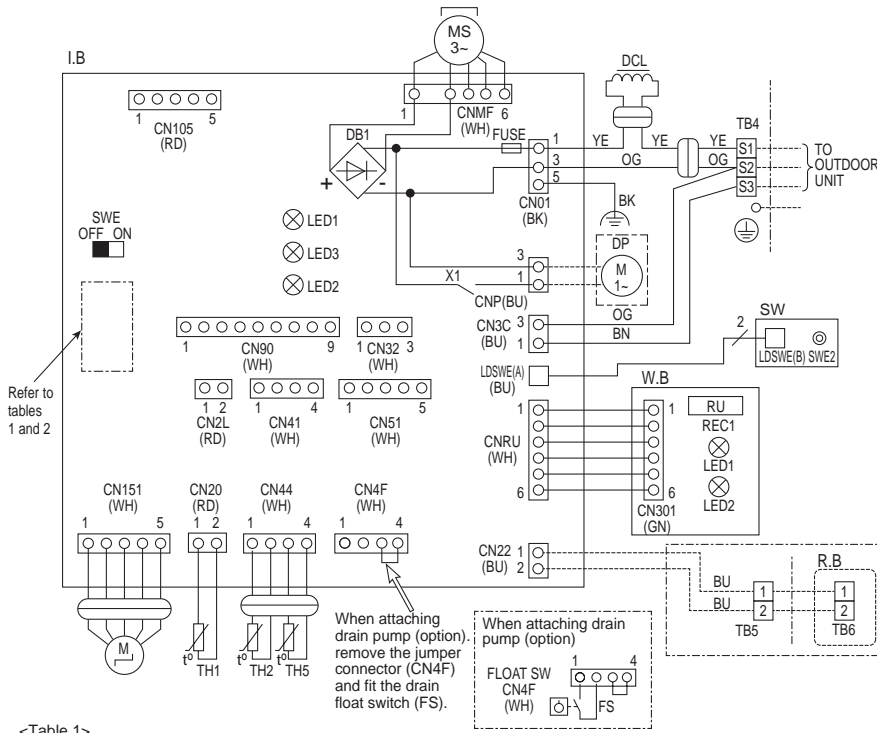 MS
3~
I.B
DCL
1 CNMF 6
(WH)
1 5
CN105
(RD)
DB1
FUSE
1
3
5
CN01
(BK)
YE YE YE
OG OG
TB4
S1
S2
S3
TO
OUTDOOR
UNIT
+ -
BK
SWE
OFF ON
LED1
LED3
LED2
DP
M
1~
3
1
X1
CNP(BU)
OG
BN
CN3C
(BU)
3
1
2
SW
LDSWE(B) SWE2
1 9
CN90
(WH)
1 3
CN32
(WH)
LDSWE(A)
(BU)
Refer to
tables
1 and 2
1 2
CN2L
(RD)
1 4
CN41
(WH)
1 5
CN51
(WH)
W.B
1
CNRU
(WH)
6
1
6
CN301
(GN)
RU
REC1
LED1
LED2
CN151
(WH)
1 5
CN20
(RD)
1 2
CN44
(WH)
1 4
CN4F
(WH)
1 4
CN22
(BU)
1
2
BU
BU
1
2
TB5
R.B
1
2
TB6
M
t° TH1
t° TH2
TH5
t°
When attaching
drain pump (option).
remove the jumper
connector (CN4F)
and fit the drain
float switch (FS).
When attaching drain
pump (option)
FLOAT SW
CN4F
(WH)
1 4
FS
<Table 1>